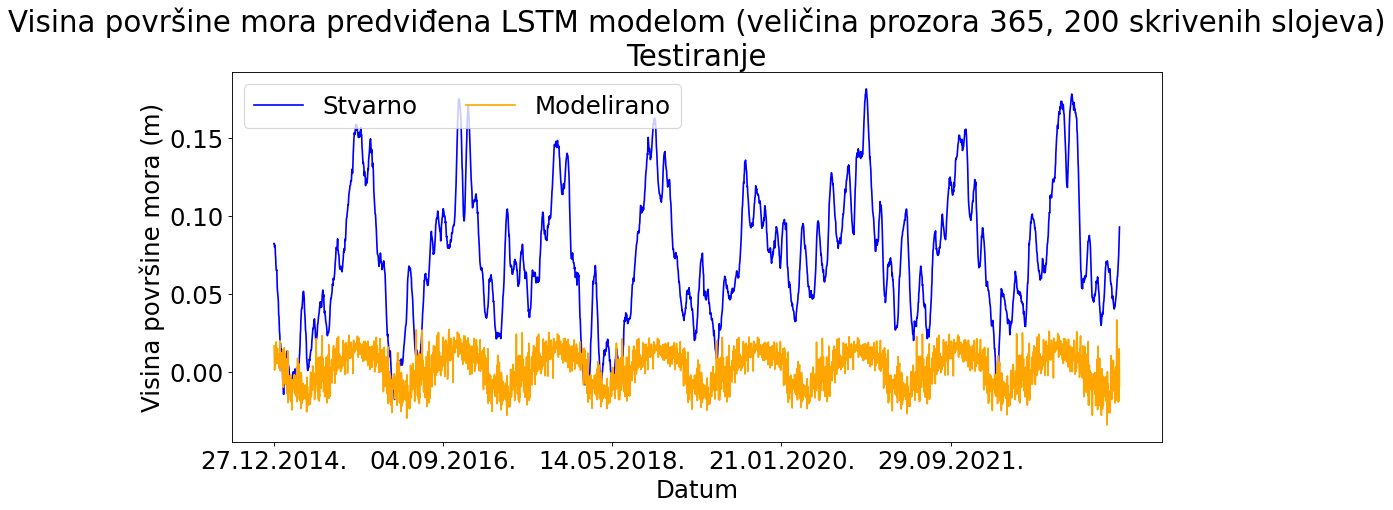 Visina površine mora predviđena LSTM modelom (veličina prozora 365, 200 skrivenih slojeva)
Testiranje
Stvarno
Modelirano
Visina površine mora (m)
0.15
0.10
0.05
0.00
27.12.2014.
04.09.2016.
14.05.2018.
21.01.2020.
29.09.2021.
Datum